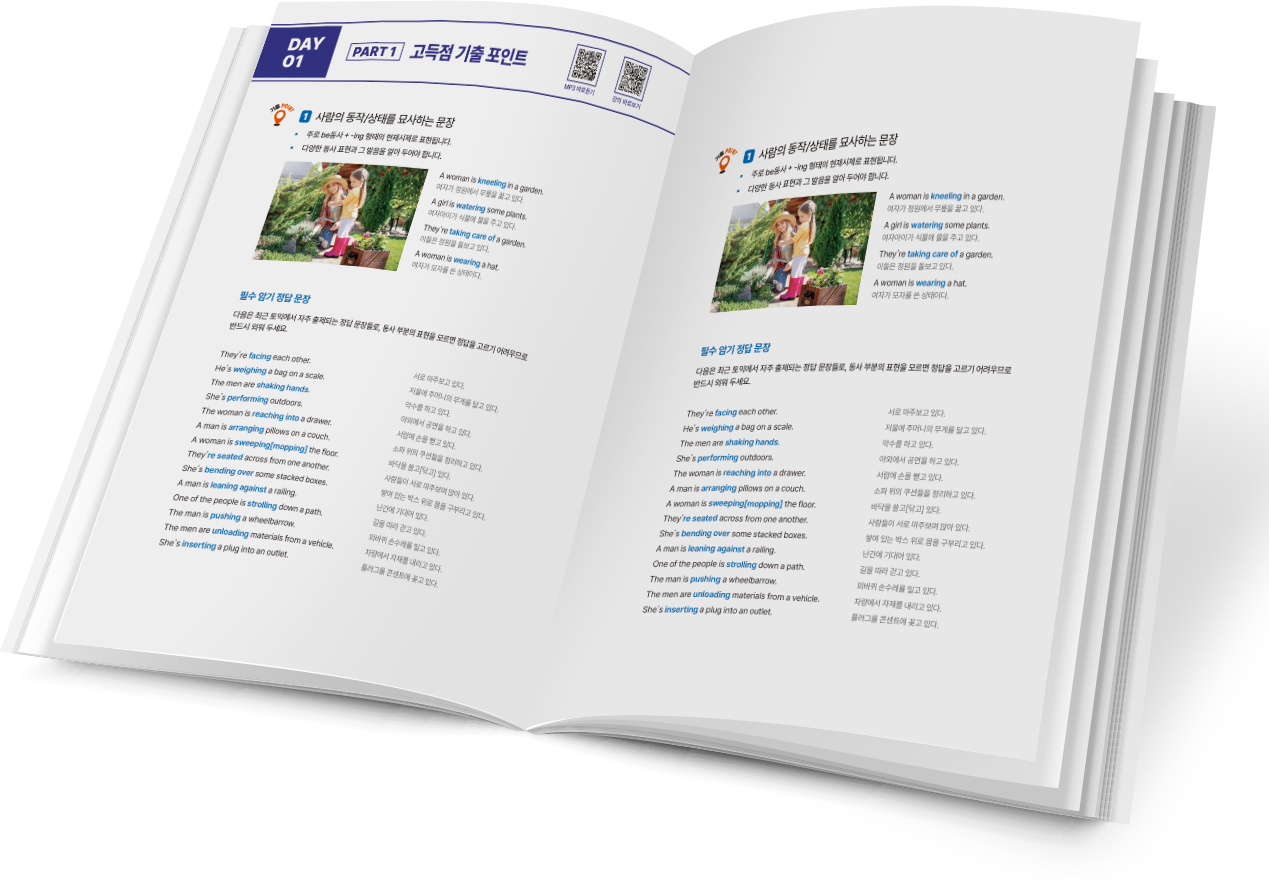 DAY
01
PART 1 고득점 기출 포인트
MP3 바로듣기
강의 바로보기
기출 POINT
1 사람의 동작/상태를 묘사하는 문장
• 주로 be동사 + -ing 형태의 현재시제로 표현됩니다.
• 다양한 동사 표현과 그 발음을 알아 두어야 합니다.
A woman is kneeling in a garden.
여자가 정원에서 무릎을 꿇고 있다.
A girl is watering some plants.
여자아이가 식물에 물을 주고 있다.
They're taking care of a garden.
이들은 정원을 돌보고 있다.
A woman is wearing a hat.
여자가 모자를 쓴 상태이다.
필수 암기 정답 문장
다음은 최근 토익에서 자주 출제되는 정답 문장들로, 동사 부분의 표현을 모르면 정답을 고르기 어려우므로
반드시 외워 두세요.
They're facing each other. 서로 마주보고 있다.
He's weighing a bag on a scale. 저울에 주머니의 무게를 달고 있다.
The men are shaking hands. 악수를 하고 있다.
She's performing outdoors. 야외에서 공연을 하고 있다.
The woman is reaching into a drawer. 서랍에 손을 뻗고 있다.
A man is arranging pillows on a couch. 소파 위의 쿠션들을 정리하고 있다.
A woman is sweeping[mopping] the floor. 바닥을 쓸고[닦고] 있다.
They're seated across from one another. 사람들이 서로 마주보며 앉아 있다.
She's bending over some stacked boxes. 쌓여 있는 박스 위로 몸을 구부리고 있다.
A man is leaning against a railing. 난간에 기대어 있다.
One of the people is strolling down a path. 길을 따라 걷고 있다.
The man is pushing a wheelbarrow. 외바퀴 손수레를 밀고 있다.
The men are unloading materials from a vehicle. 차량에서 자재를 내리고 있다.
She's inserting a plug into an outlet. 플러그를 콘센트에 꽂고 있다.
기출 POINT
1 사람의 동작/상태를 묘사하는 문장
• 주로 be동사 + -ing 형태의 현재시제로 표현됩니다.
• 다양한 동사 표현과 그 발음을 알아 두어야 합니다.
A woman is kneeling in a garden.
여자가 정원에서 무릎을 꿇고 있다.
A girl is watering some plants.
여자아이가 식물에 물을 주고 있다.
They're taking care of a garden.
이들은 정원을 돌보고 있다.
A woman is wearing a hat.
여자가 모자를 쓴 상태이다.
필수 암기 정답 문장
다음은 최근 토익에서 자주 출제되는 정답 문장들로, 동사 부분의 표현을 모르면 정답을 고르기 어려우므로
반드시 외워 두세요.
They're facing each other. 서로 마주보고 있다.
He's weighing a bag on a scale. 저울에 주머니의 무게를 달고 있다.
The men are shaking hands. 악수를 하고 있다.
She's performing outdoors. 야외에서 공연을 하고 있다.
The woman is reaching into a drawer. 서랍에 손을 뻗고 있다.
A man is arranging pillows on a couch. 소파 위의 쿠션들을 정리하고 있다.
A woman is sweeping[mopping] the floor. 바닥을 쓸고[닦고] 있다.
They're seated across from one another. 사람들이 서로 마주보며 앉아 있다.
She's bending over some stacked boxes. 쌓여 있는 박스 위로 몸을 구부리고 있다.
A man is leaning against a railing. 난간에 기대어 있다.
One of the people is strolling down a path. 길을 따라 걷고 있다.
The man is pushing a wheelbarrow. 외바퀴 손수레를 밀고 있다.
The men are unloading materials from a vehicle. 차량에서 자재를 내리고 있다.
She's inserting a plug into an outlet. 플러그를 콘센트에 꽂고 있다.